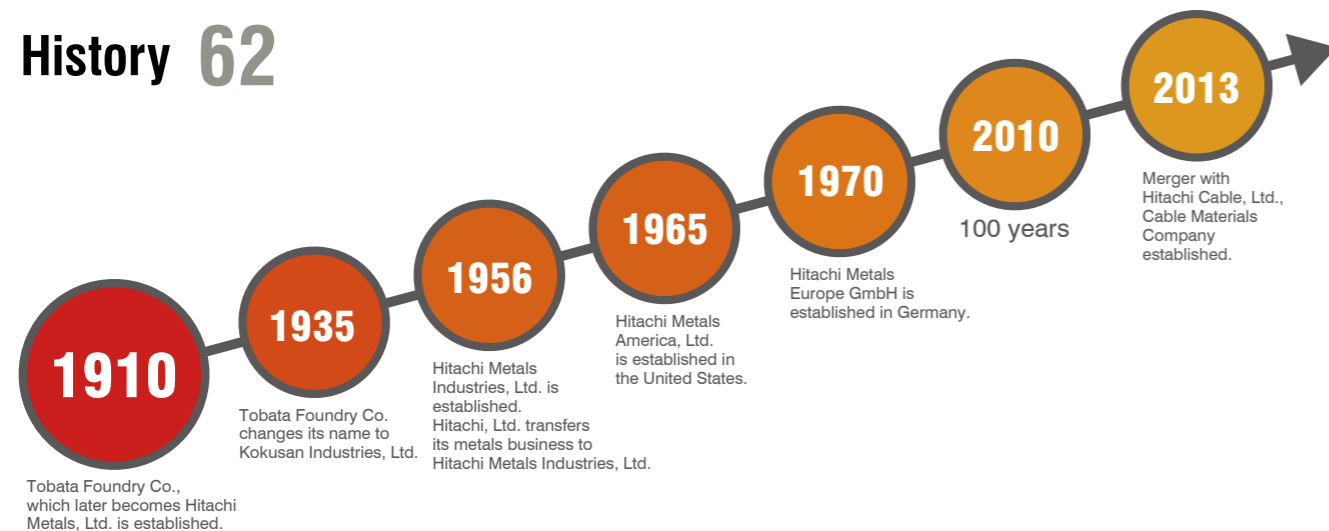 History 62
1910
Tobata Foundry Co.,
which later becomes Hitachi
Metals, Ltd. is established.
1935
Tobata Foundry Co.
changes its name to
Kokusan Industries, Ltd.
1956
Hitachi Metals
Industries, Ltd. is
established.
Hitachi, Ltd. transfers
its metals business to
Hitachi Metals Industries, Ltd.
1965
Hitachi Metals
America, Ltd.
is established in
the United States.
1970
Hitachi Metals
Europe GmbH is
established in Germany.
2010
100 years
2013
Merger with
Hitachi Cable, Ltd.,
Cable Materials
Company
established.